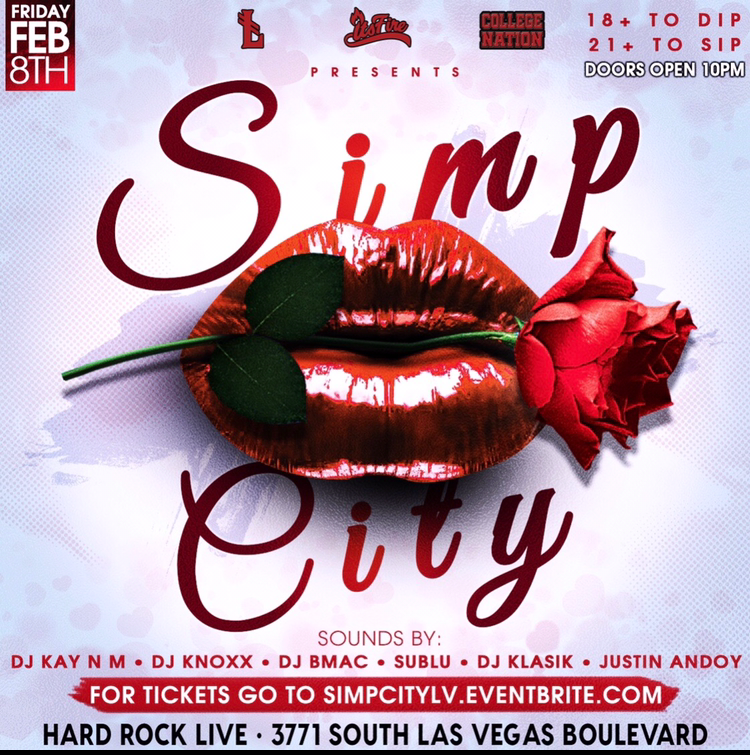 FRIDAY
FEB
8TH
UsFire
COLLEGE
NATION
18+ TO DIP
21+ TO SIP
DOORS OPEN 10PM
PRESENTS
Simp
City
SOUNDS BY:
DJ KAY N M • DJ KNOXX • DJ BMAC • SUBLU • DJ KLASIK • JUSTIN ANDOY
FOR TICKETS GO TO SIMPCITYLV.EVENTBRITE.COM
HARD ROCK LIVE · 3771 SOUTH LAS VEGAS BOULEVARD